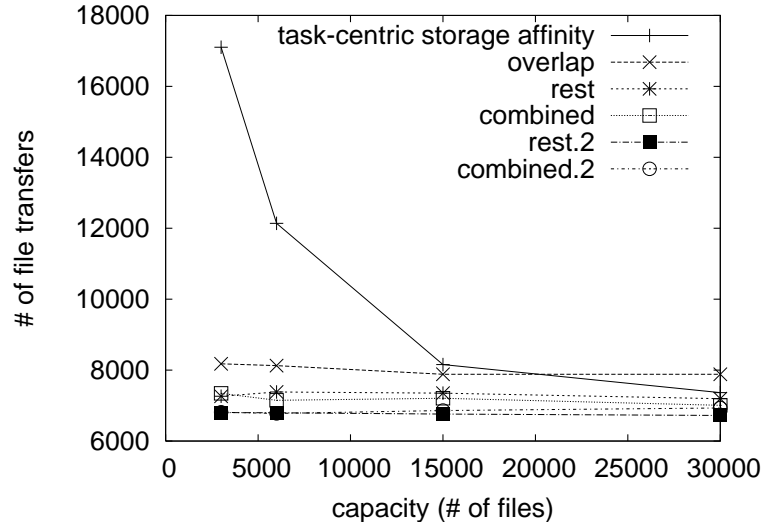 18000
16000
14000
12000
10000
8000
6000
# of file transfers
task-centric storage affinity
overlap
rest
combined
rest.2
combined.2
0 5000 10000 15000 20000 25000 30000
capacity (# of files)